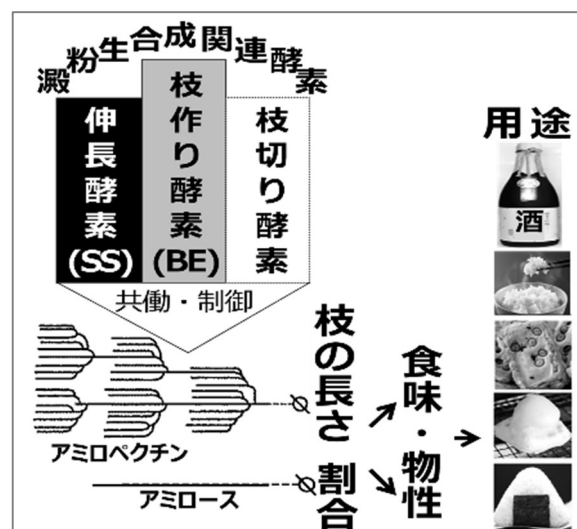 澱粉生合成関連酵素
伸長酵素(SS)
枝作り酵素(BE)
枝切り酵素
共働・制御
アミロペクチン
アミロース
枝の長さ
割合
食味・物性
用途
酒